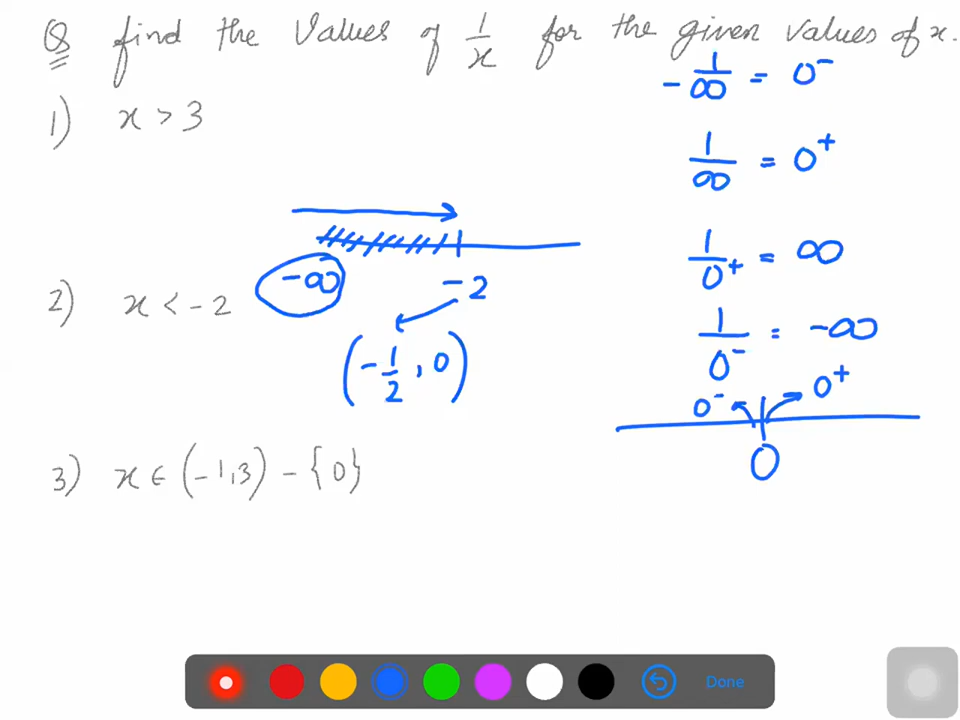 Q find the Values of 1/x for the given values of x.
- 1/∞ = 0⁻
1) x > 3
1/∞ = 0⁺
1/0⁺ = ∞
-∞ -2
2) x < -2
1/0⁻ = -∞
(-1/2, 0)
0⁻ 0⁺
0
3) x ∈ (-1,3) - {0}
Done